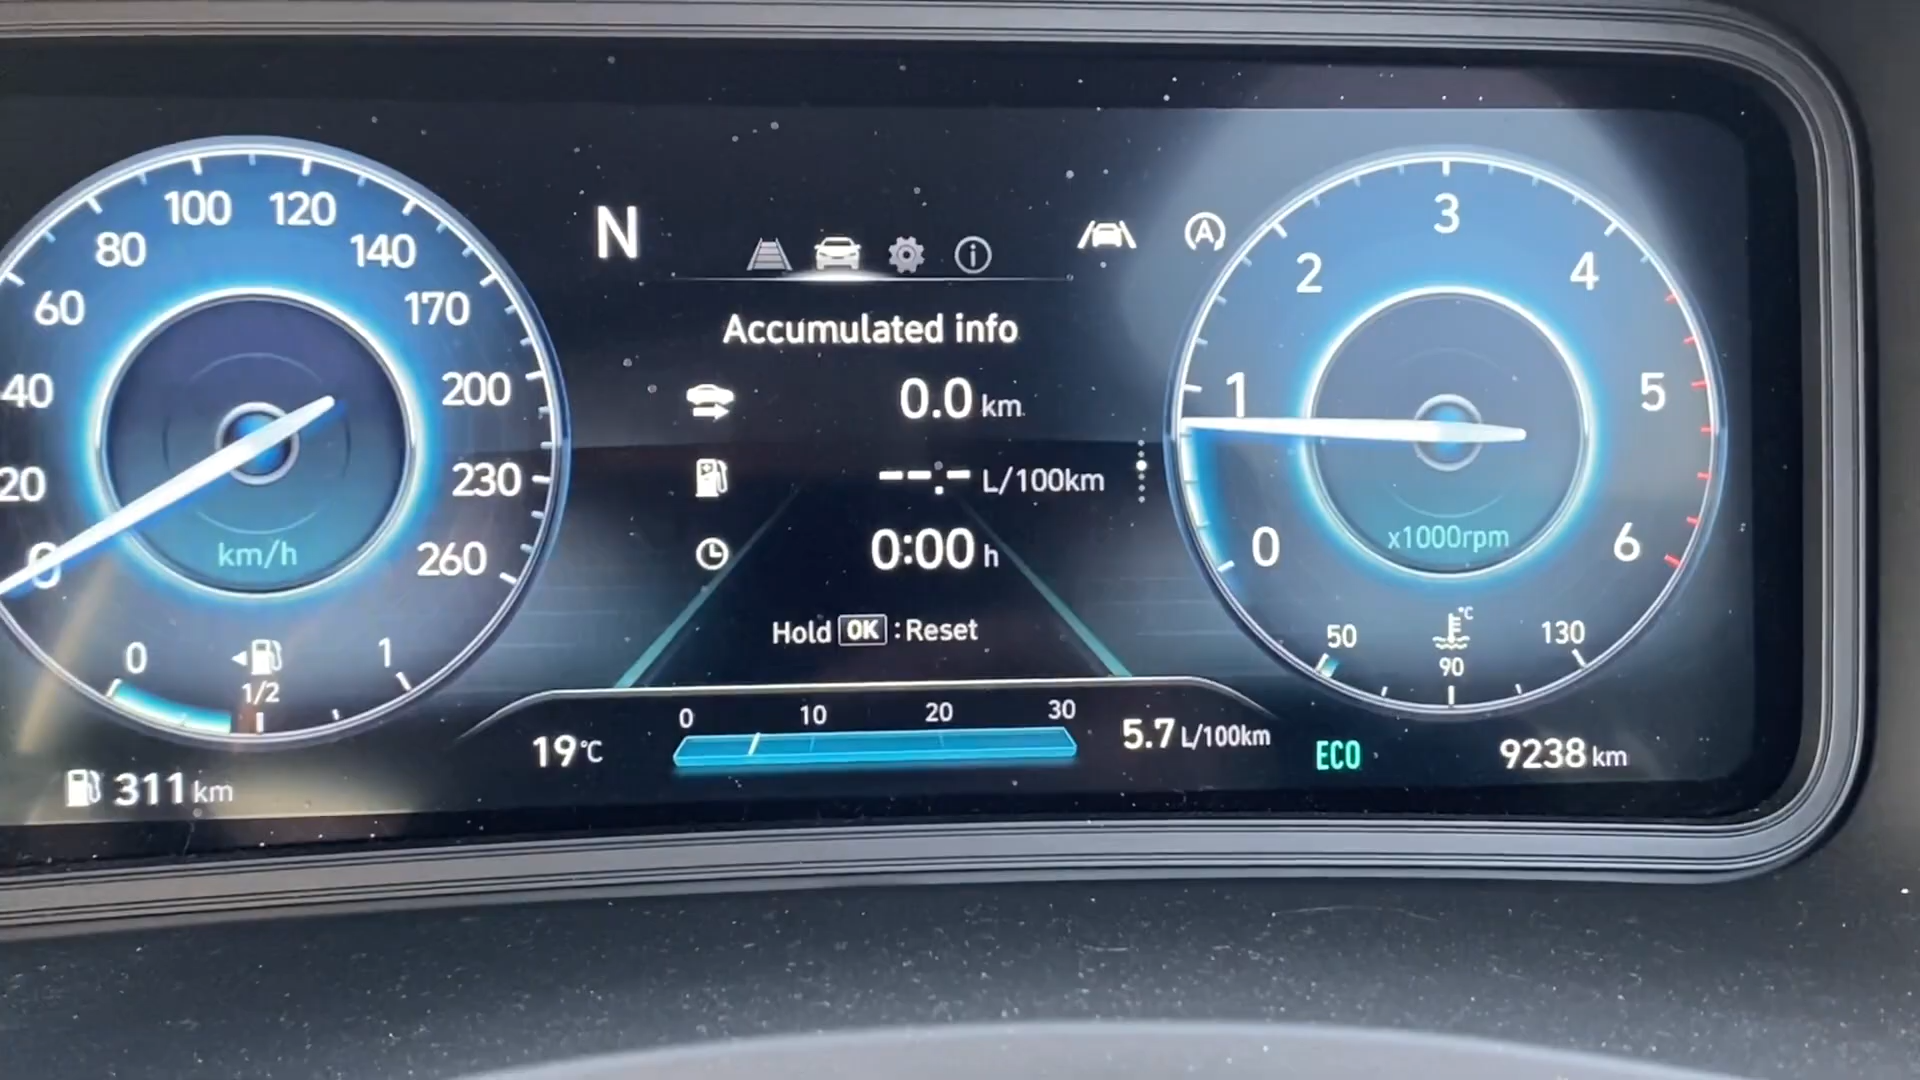 0
20
40
60
80
100
120
140
170
200
230
260
km/h
0
1/2
1
311 km
N
A
i
Accumulated info
0.0 km
--.- L/100km
0:00 h
Hold OK : Reset
19°C
0 10 20 30
5.7 L/100km
0
1
2
3
4
5
6
x1000rpm
50
°C
90
130
ECO
9238 km